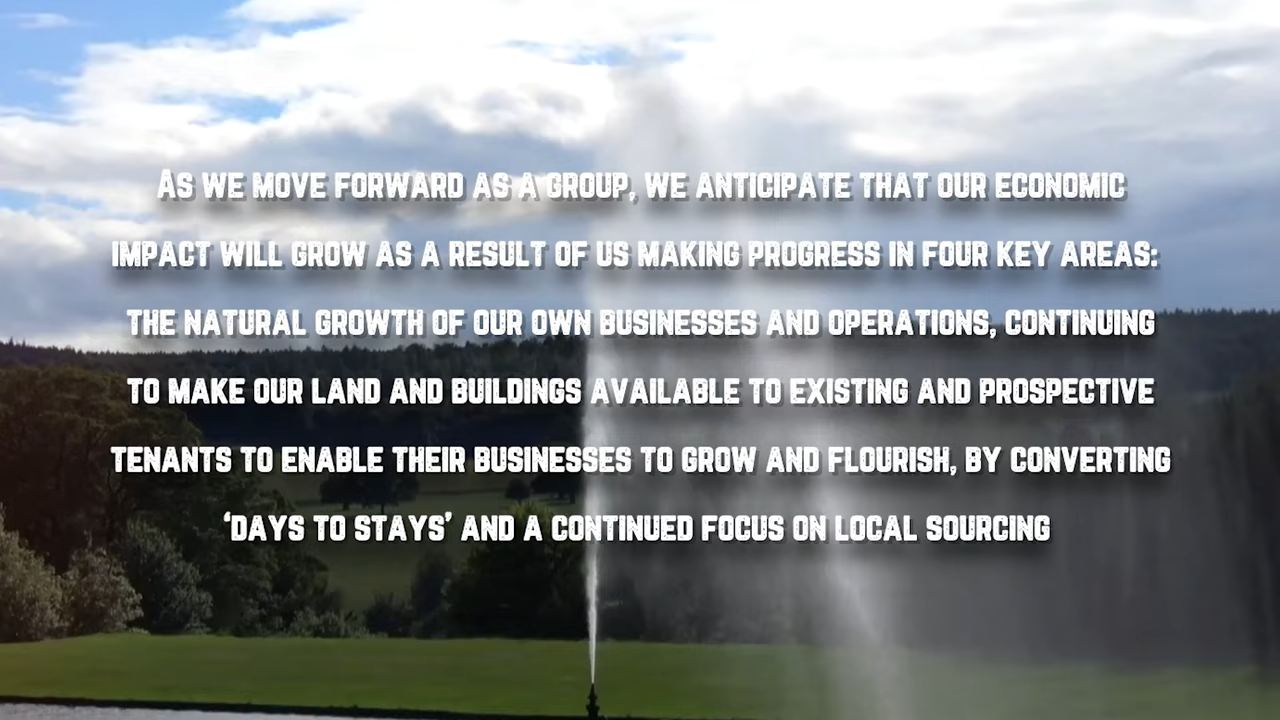 As we move forward as a group, we anticipate that our economic
impact will grow as a result of us making progress in four key areas:
the natural growth of our own businesses and operations, continuing
to make our land and buildings available to existing and prospective
tenants to enable their businesses to grow and flourish, by converting
‘days to stays’ and a continued focus on local sourcing